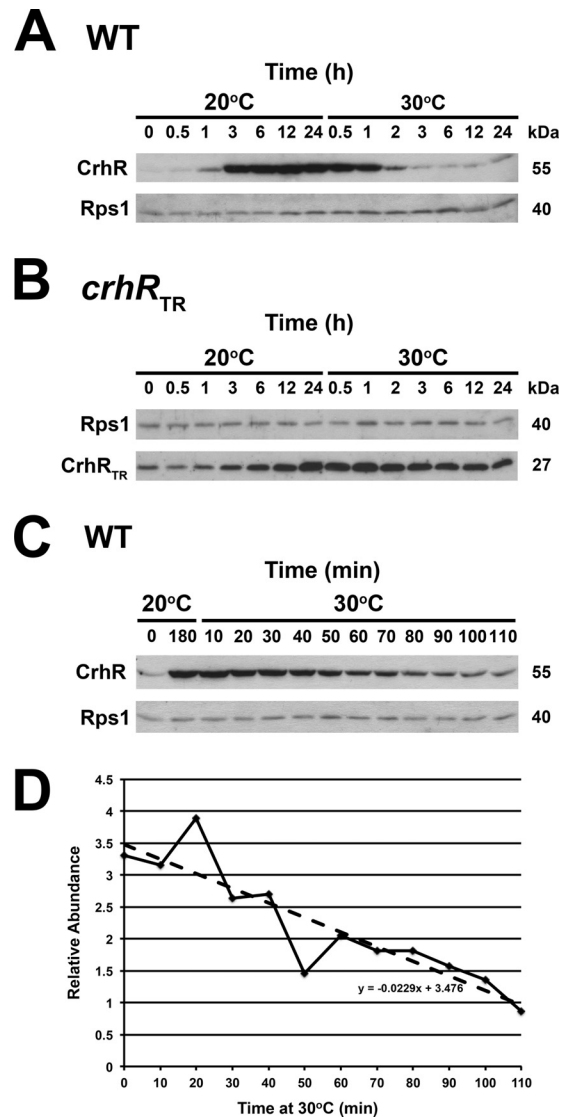 A WT
Time (h)
20°C 30°C
0 0.5 1 3 6 12 24 0.5 1 2 3 6 12 24 kDa
CrhR 55
Rps1 40
B crhR_TR
Time (h)
20°C 30°C
0 0.5 1 3 6 12 24 0.5 1 2 3 6 12 24 kDa
Rps1 40
CrhR_TR 27
C WT
Time (min)
20°C 30°C
0 180 10 20 30 40 50 60 70 80 90 100 110
CrhR 55
Rps1 40
D
4.5
4
3.5
3
2.5
2
1.5
1
0.5
0
Relative Abundance
y = -0.0229x + 3.476
0 10 20 30 40 50 60 70 80 90 100 110
Time at 30°C (min)